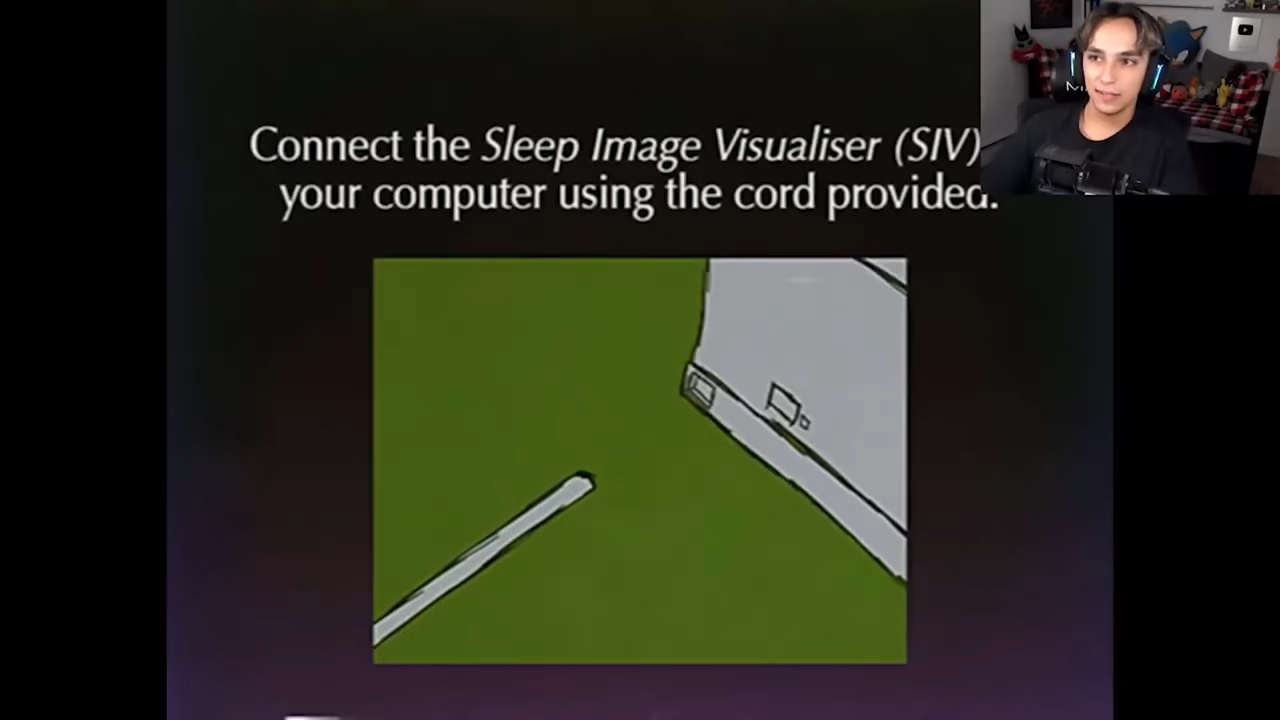 Connect the Sleep Image Visualiser (SIV)
your computer using the cord provided.